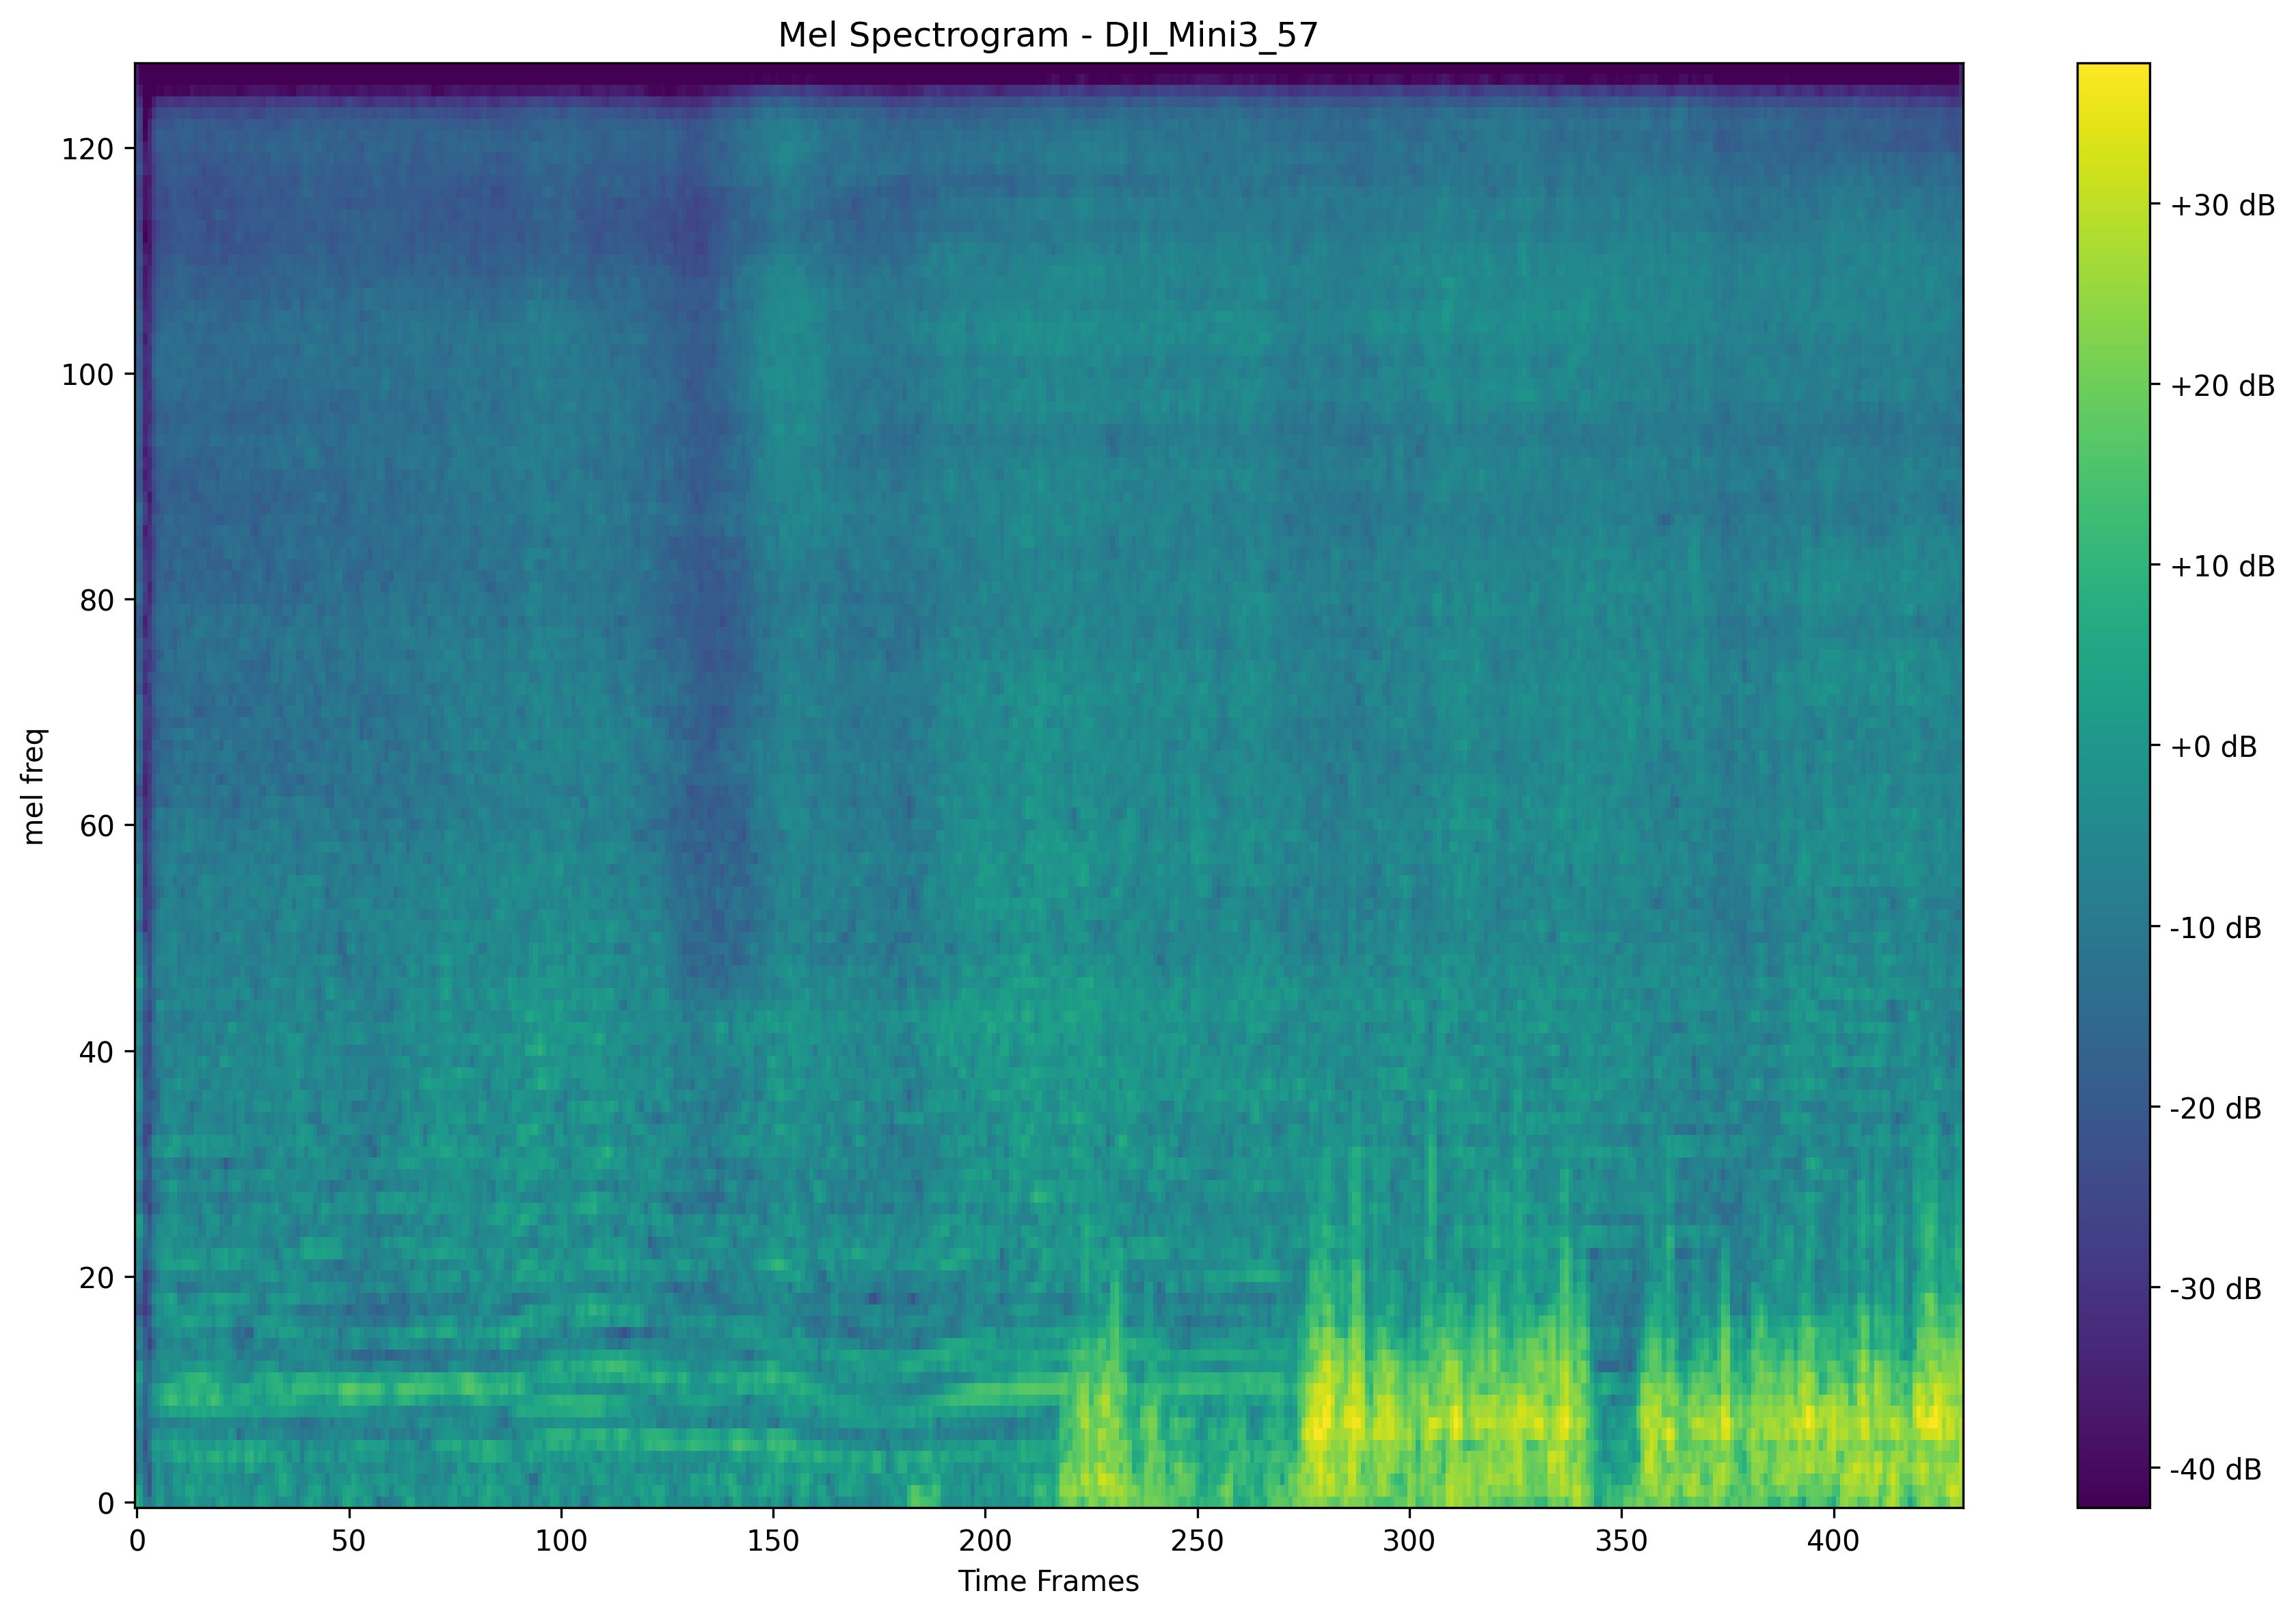 Mel Spectrogram - DJI_Mini3_57
mel freq
120
100
80
60
40
20
0
0 50 100 150 200 250 300 350 400
Time Frames
+30 dB
+20 dB
+10 dB
+0 dB
-10 dB
-20 dB
-30 dB
-40 dB